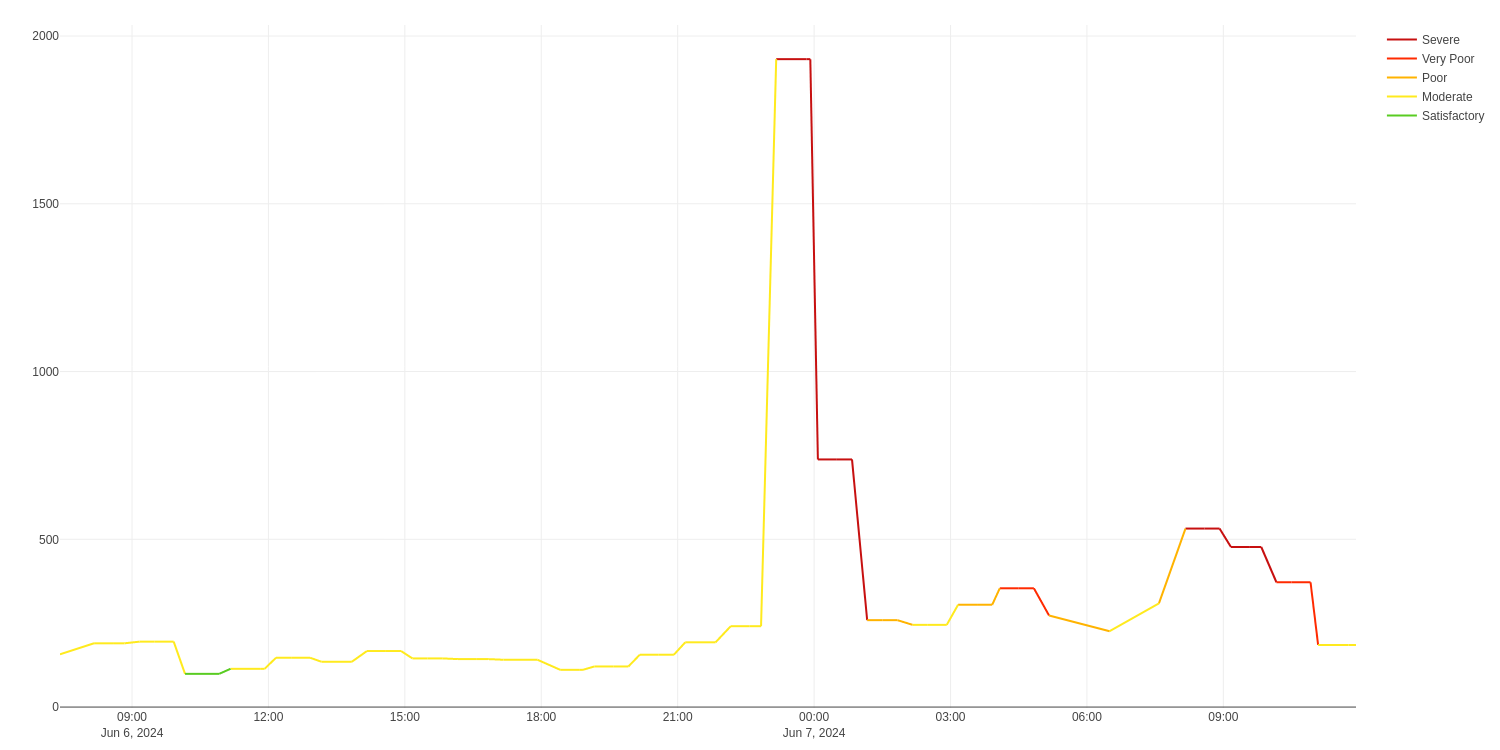 2000
1500
1000
500
0
09:00
Jun 6, 2024
12:00
15:00
18:00
21:00
00:00
Jun 7, 2024
03:00
06:00
09:00
Severe
Very Poor
Poor
Moderate
Satisfactory